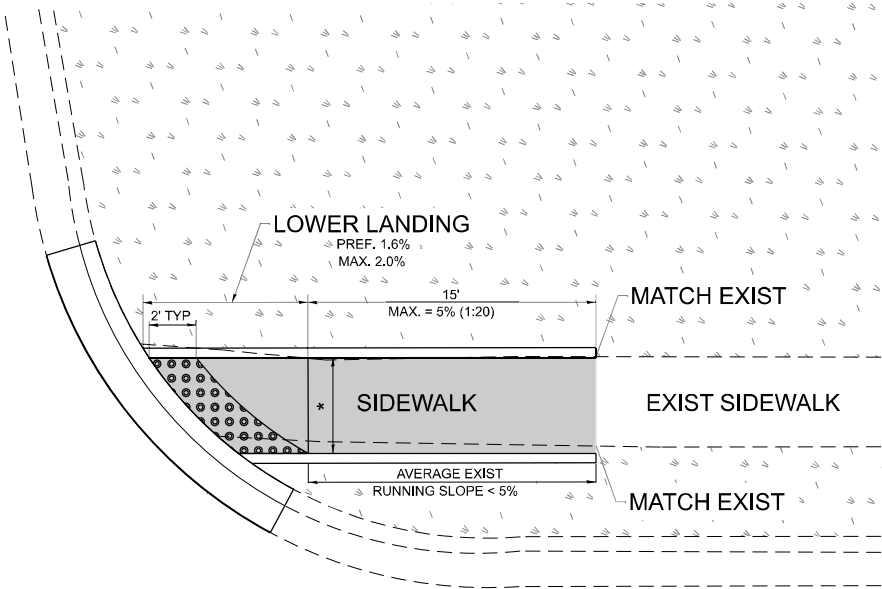 LOWER LANDING
PREF. 1.6%
MAX. 2.0%
15'
MAX. = 5% (1:20)
MATCH EXIST
2' TYP
*
SIDEWALK
EXIST SIDEWALK
AVERAGE EXIST
RUNNING SLOPE < 5%
MATCH EXIST